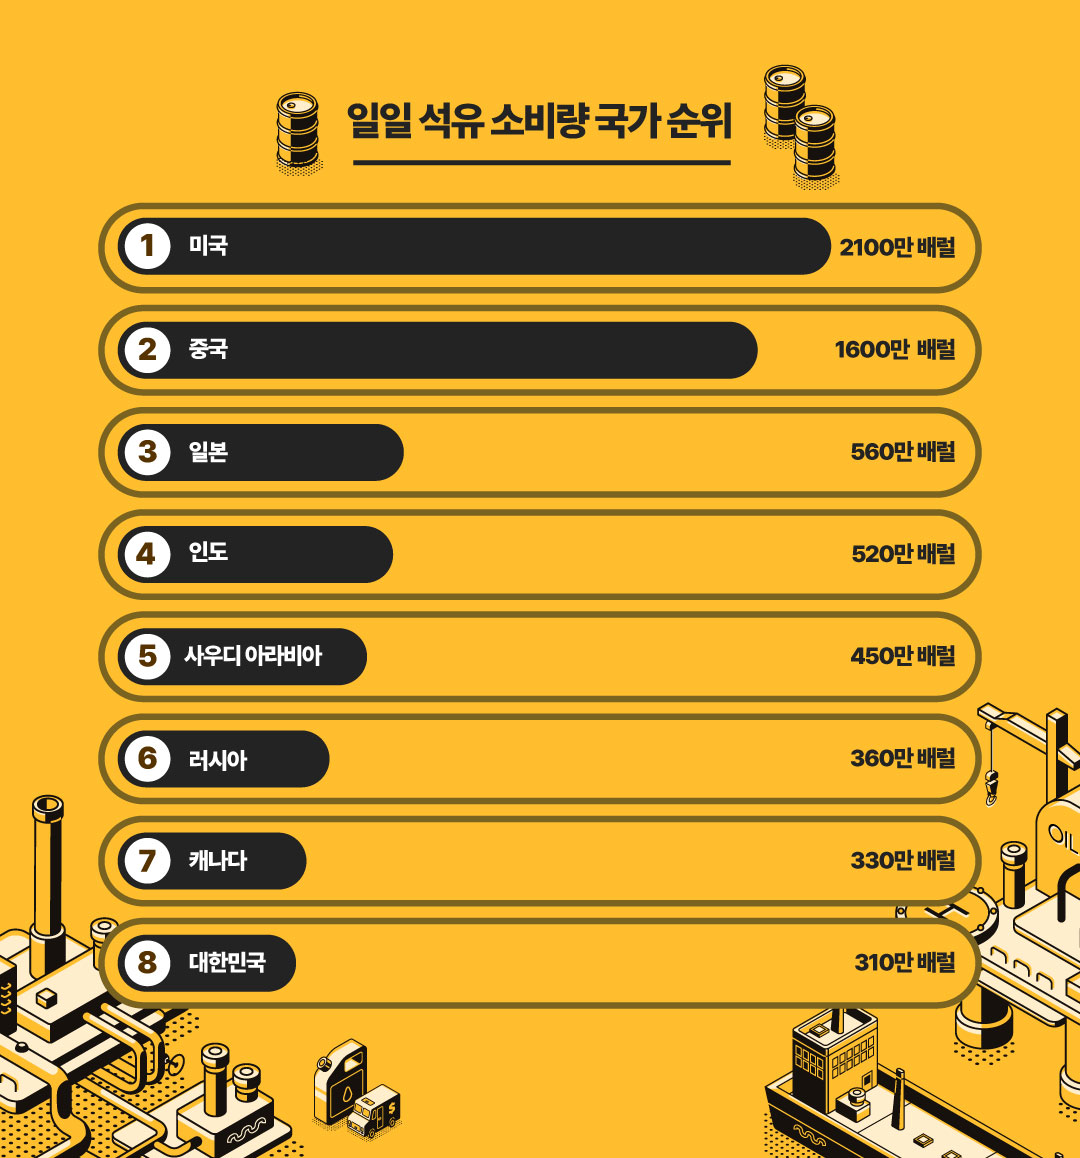 일일 석유 소비량 국가 순위
1 미국 2100만 배럴
2 중국 1600만 배럴
3 일본 560만 배럴
4 인도 520만 배럴
5 사우디 아라비아 450만 배럴
6 러시아 360만 배럴
7 캐나다 330만 배럴
8 대한민국 310만 배럴
OIL
$